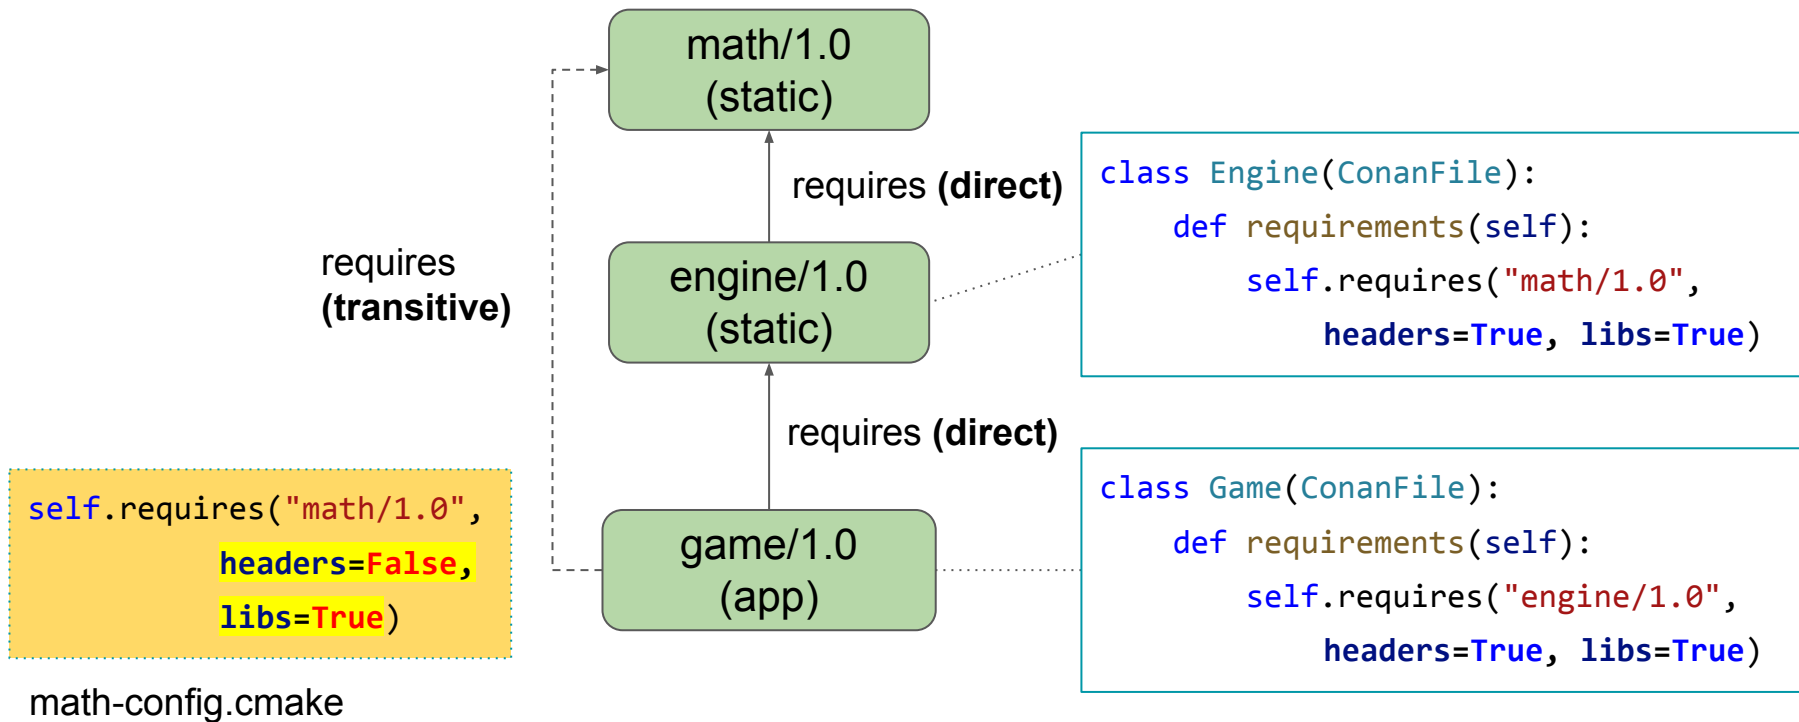 math/1.0
(static)
requires (direct)
class Engine(ConanFile):
def requirements(self):
self.requires("math/1.0",
headers=True, libs=True)
requires
(transitive)
engine/1.0
(static)
requires (direct)
self.requires("math/1.0",
headers=False,
libs=True)
math-config.cmake
game/1.0
(app)
class Game(ConanFile):
def requirements(self):
self.requires("engine/1.0",
headers=True, libs=True)